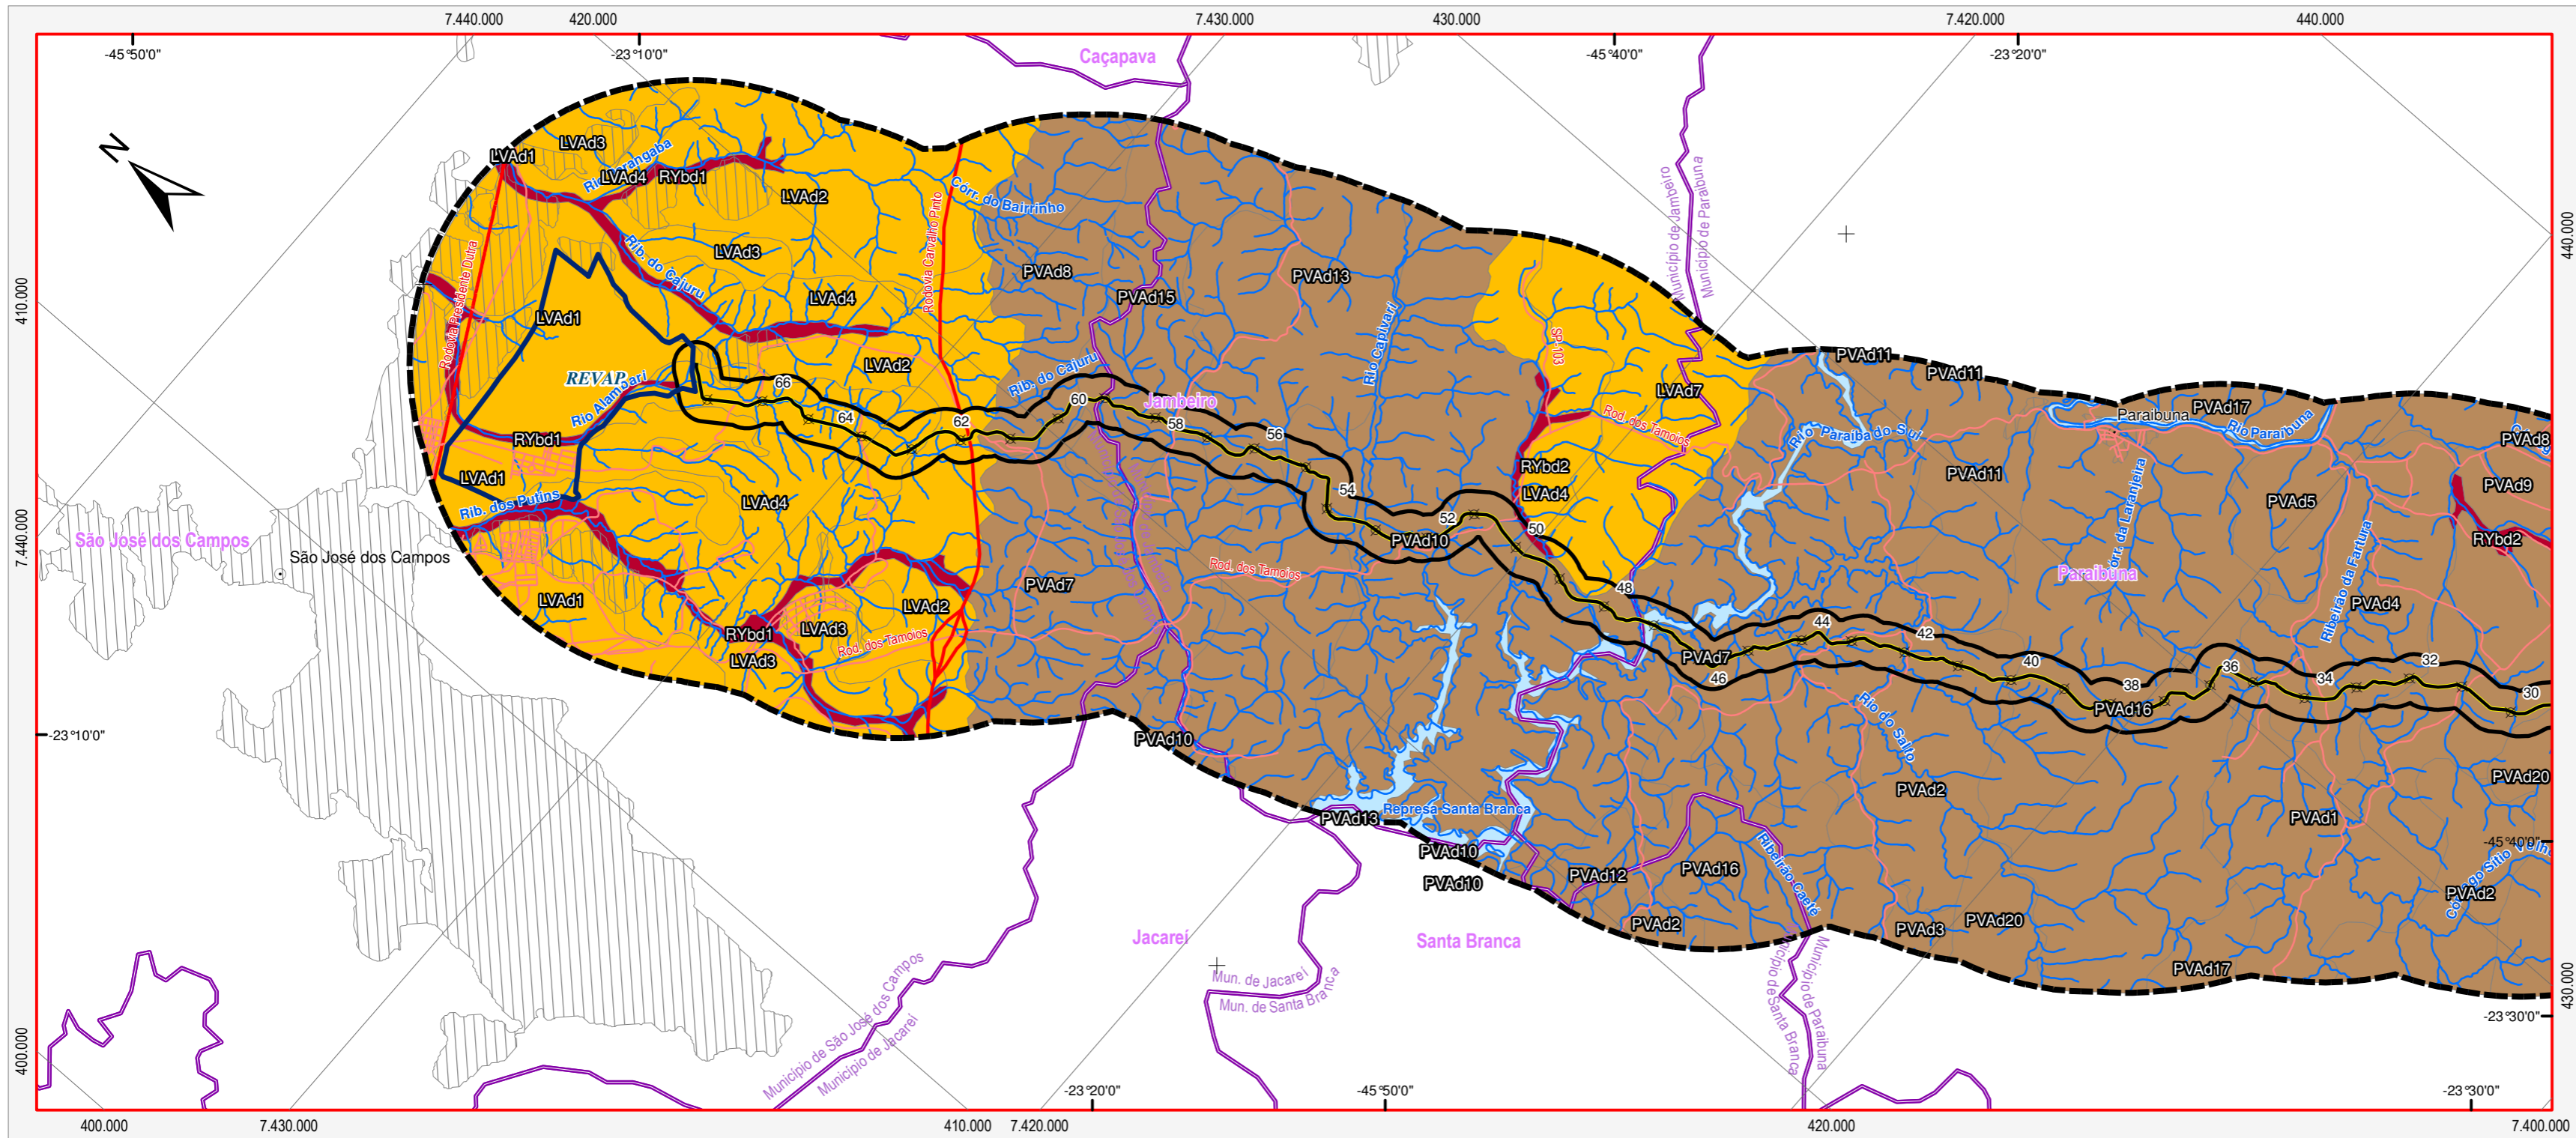 7.440.000
420.000
7.430.000
430.000
7.420.000
440.000
-45°50'0"
-23°10'0"
-45°40'0"
-23°20'0"
Caçapava
N
LVAd1
LVAd3
LVAd4
RYbd1
LVAd2
Córr. do Bairrinho
Rodovia Carvalho Pinto
Rib. do Cajuru
LVAd3
LVAd4
Rodovia Presidente Dutra
LVAd1
REVAP
Rio Alambari
LVAd2
66
64
62
60
58
56
54
52
50
48
46
44
42
40
38
36
34
32
30
PVAd8
PVAd15
PVAd13
Rio Capivari
Rib. do Cajuru
Jambeiro
SP-103
Município de Jambeiro
Município de Paraibuna
LVAd7
Rod. dos Tamoios
RYbd2
LVAd4
PVAd11
PVAd11
Paraibuna
PVAd17
Rio Paraibuna
PVAd8
Rio Paraíba do Sul
PVAd11
PVAd5
PVAd9
RYbd2
Paraibuna
Ribeirão da Fartura
PVAd4
410.000
440.000
7.440.000
São José dos Campos
São José dos Campos
RYbd1
LVAd1
Rib. dos Putins
LVAd4
LVAd1
RYbd1
LVAd3
LVAd3
LVAd2
Rod. dos Tamoios
PVAd7
Rod. dos Tamoios
PVAd10
PVAd7
PVAd16
PVAd10
PVAd13
Represa Santa Branca
PVAd10
PVAd10
PVAd12
PVAd16
Ribeirão Caeté
PVAd2
Rio do Salto
PVAd2
PVAd3
PVAd20
PVAd17
PVAd1
PVAd20
PVAd2
-45°40'0"
-23°10'0"
Jacareí
Santa Branca
Mun. de Jacareí
Mun. de Santa Branca
Município de São José dos Campos
Município de Jacareí
Município de Santa Branca
Município de Paraibuna
430.000
-23°30'0"
400.000
-23°20'0"
-45°50'0"
-23°30'0"
400.000
7.430.000
410.000
7.420.000
420.000
7.400.000